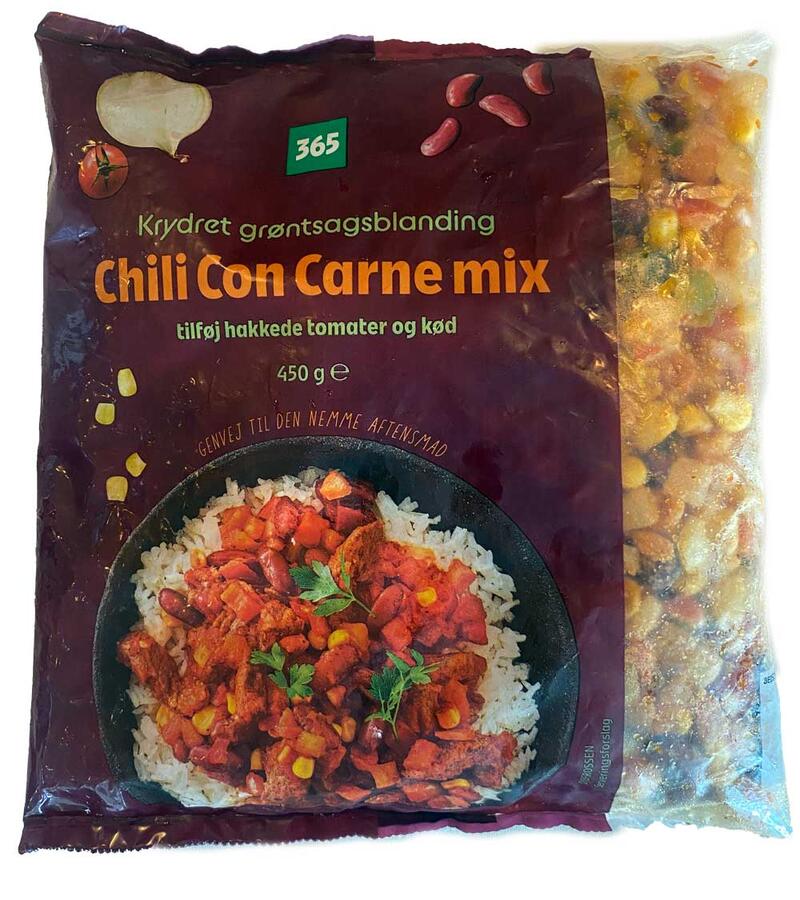 365
Krydret grøntsagsblanding
Chili Con Carne mix
tilføj hakkede tomater og kød
450 g ℮
GENVEJ TIL DEN NEMME AFTENSMAD